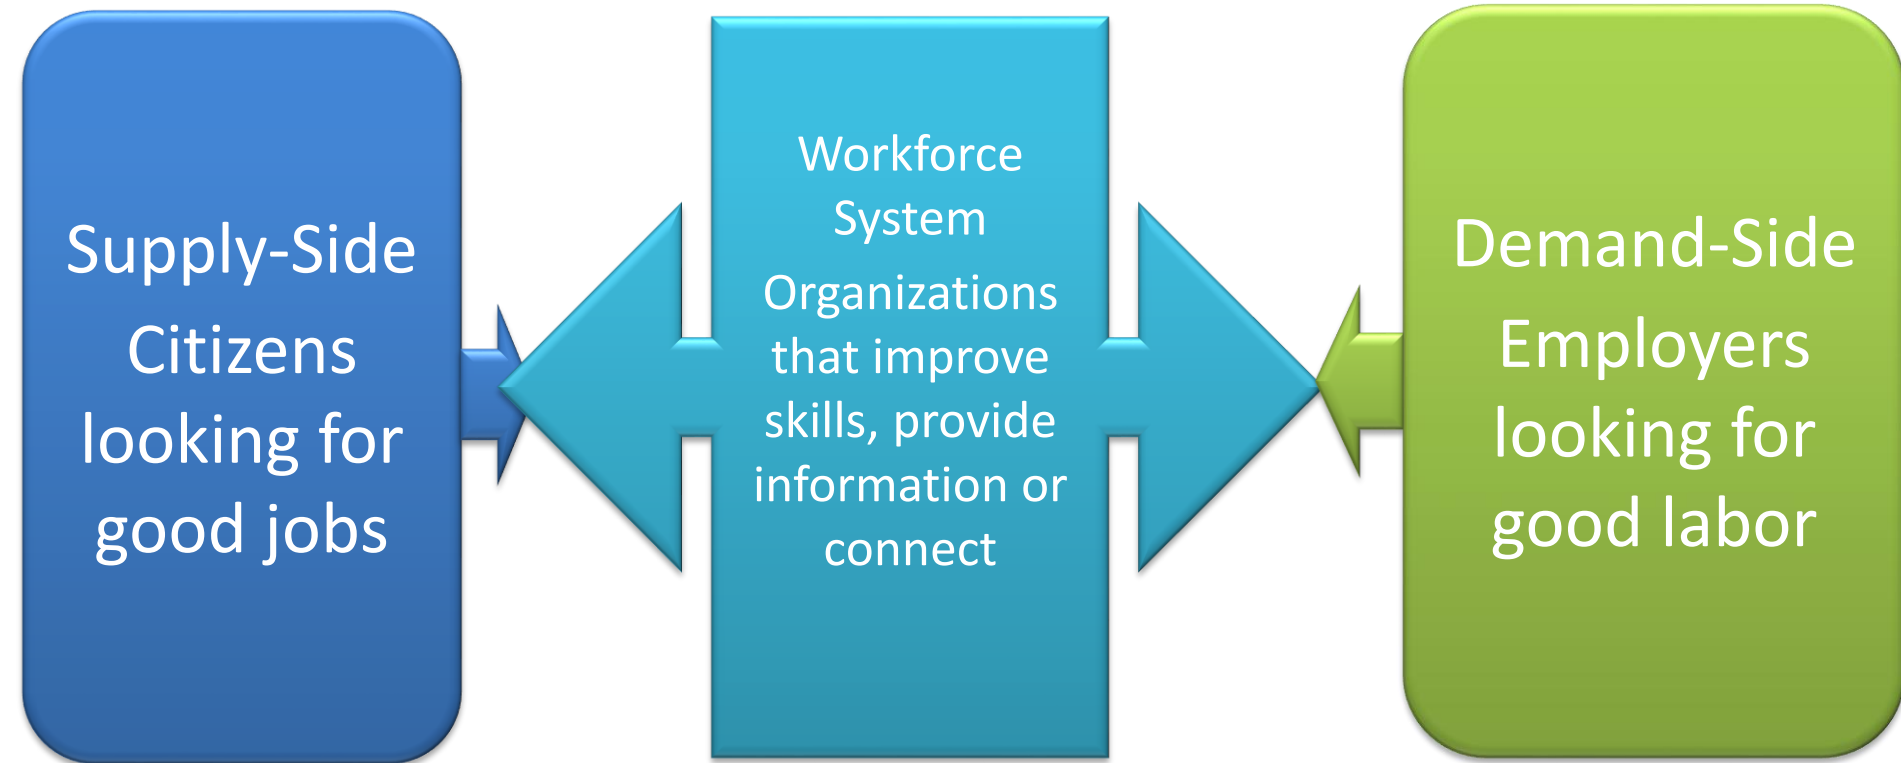 Supply-Side
Citizens
looking for
good jobs
Workforce
System
Organizations
that improve
skills, provide
information or
connect
Demand-Side
Employers
looking for
good labor